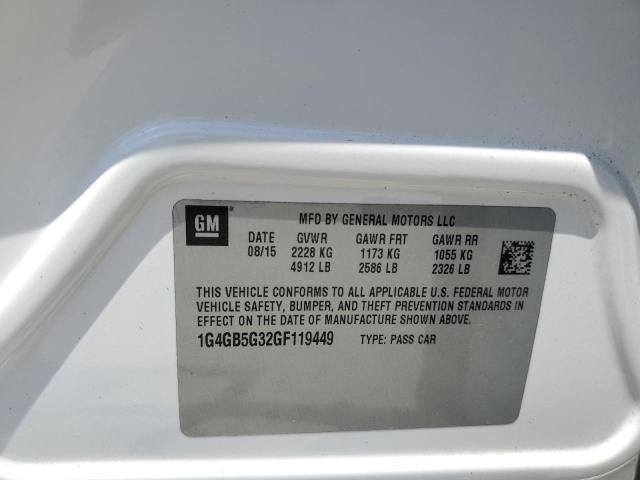 GM
MFD BY GENERAL MOTORS LLC
DATE GVWR GAWR FRT GAWR RR
08/15 2228 KG 1173 KG 1055 KG
4912 LB 2586 LB 2326 LB
THIS VEHICLE CONFORMS TO ALL APPLICABLE U.S. FEDERAL MOTOR
VEHICLE SAFETY, BUMPER, AND THEFT PREVENTION STANDARDS IN
EFFECT ON THE DATE OF MANUFACTURE SHOWN ABOVE.
1G4GB5G32GF119449 TYPE: PASS CAR